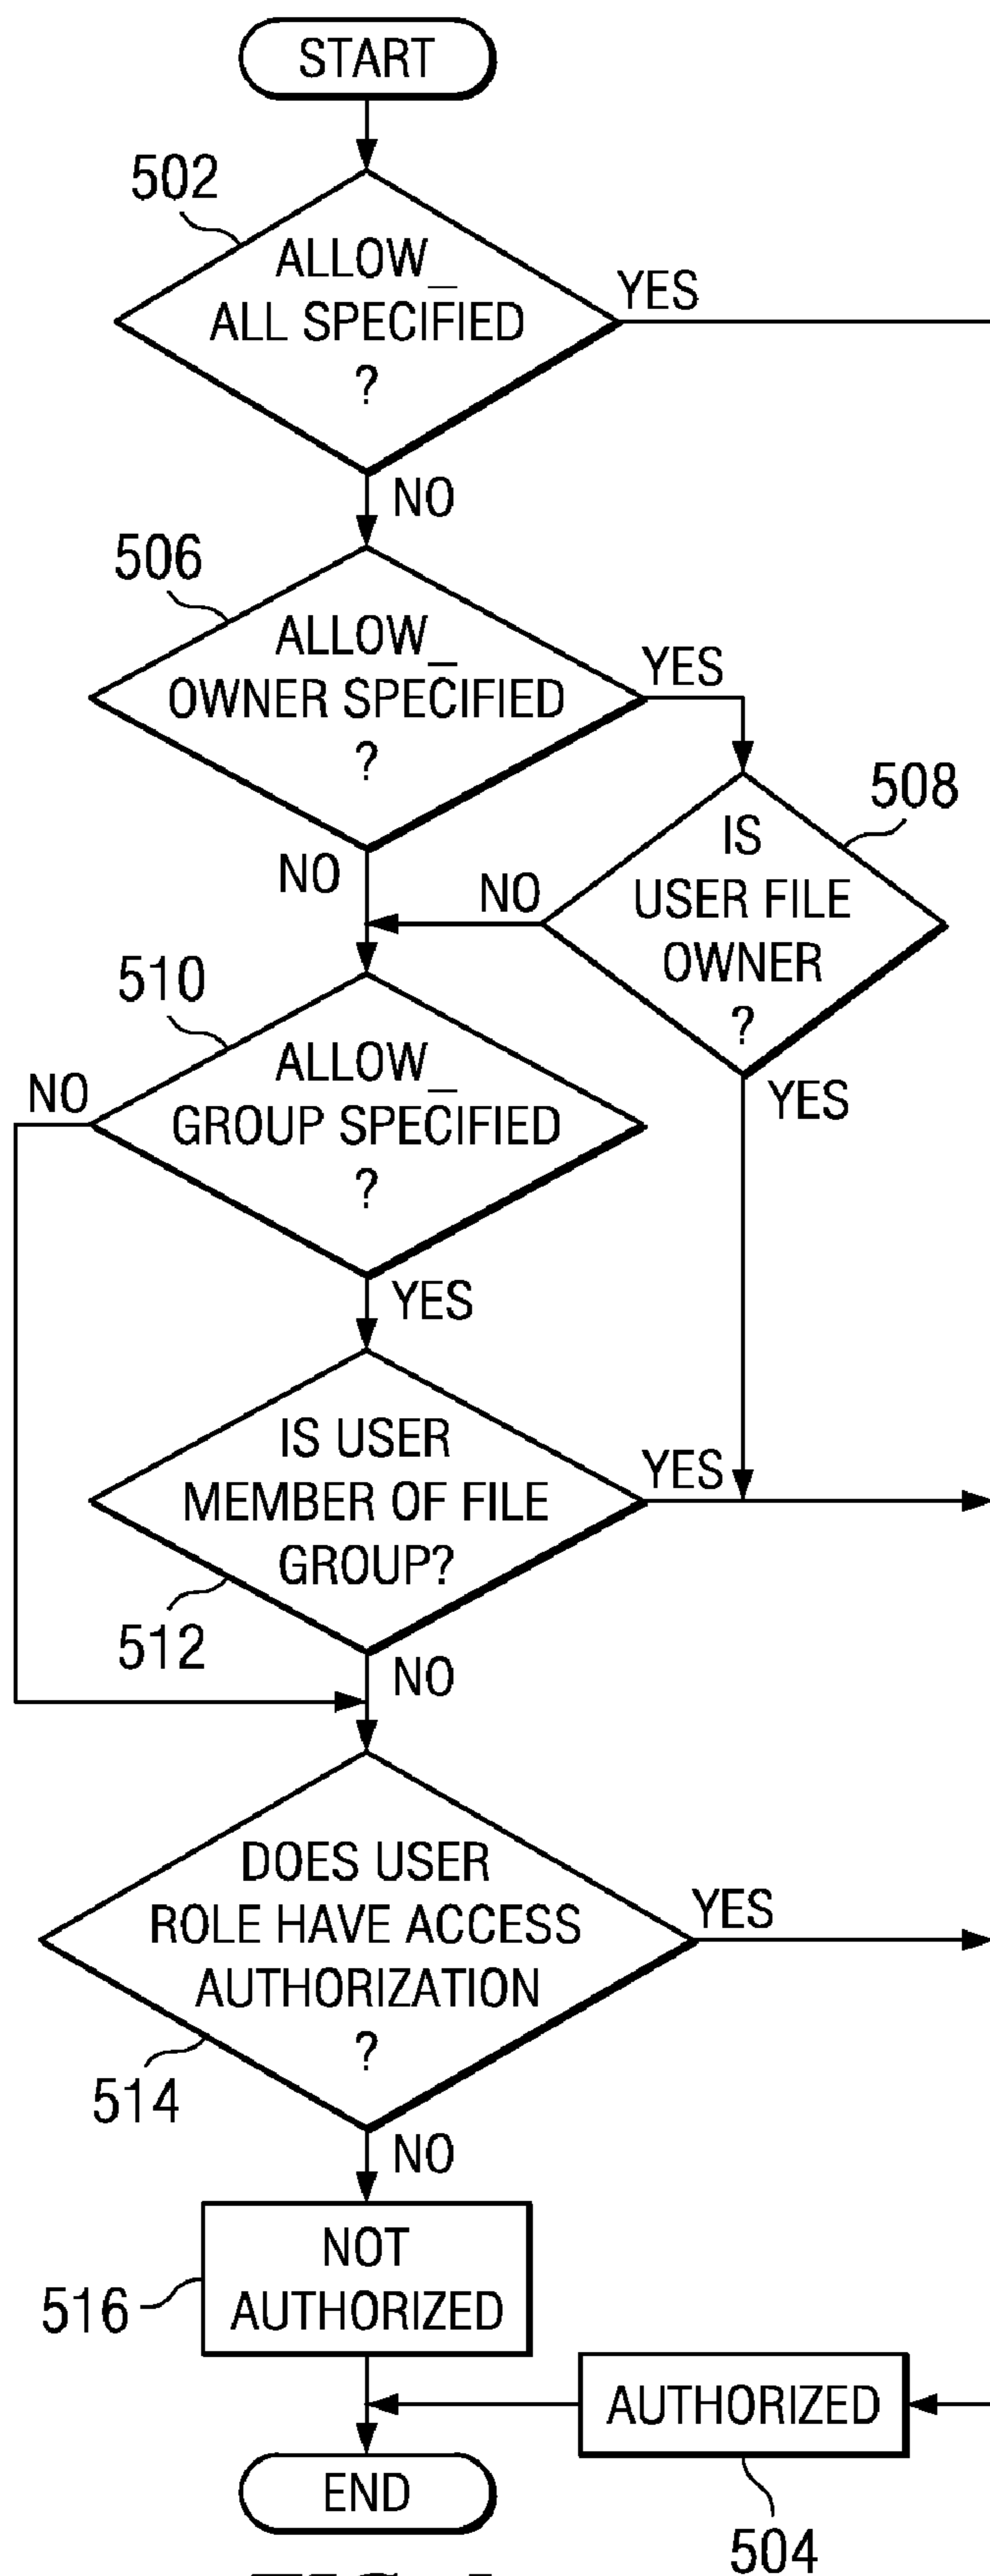 START
502
ALLOW_
ALL SPECIFIED
?
YES
NO
506
ALLOW_
OWNER SPECIFIED
?
YES
NO
508
IS
USER FILE
OWNER
?
NO
YES
510
ALLOW_
GROUP SPECIFIED
?
NO
YES
IS USER
MEMBER OF FILE
GROUP?
YES
512
NO
DOES USER
ROLE HAVE ACCESS
AUTHORIZATION
?
YES
514
NO
NOT
AUTHORIZED
516
AUTHORIZED
504
END